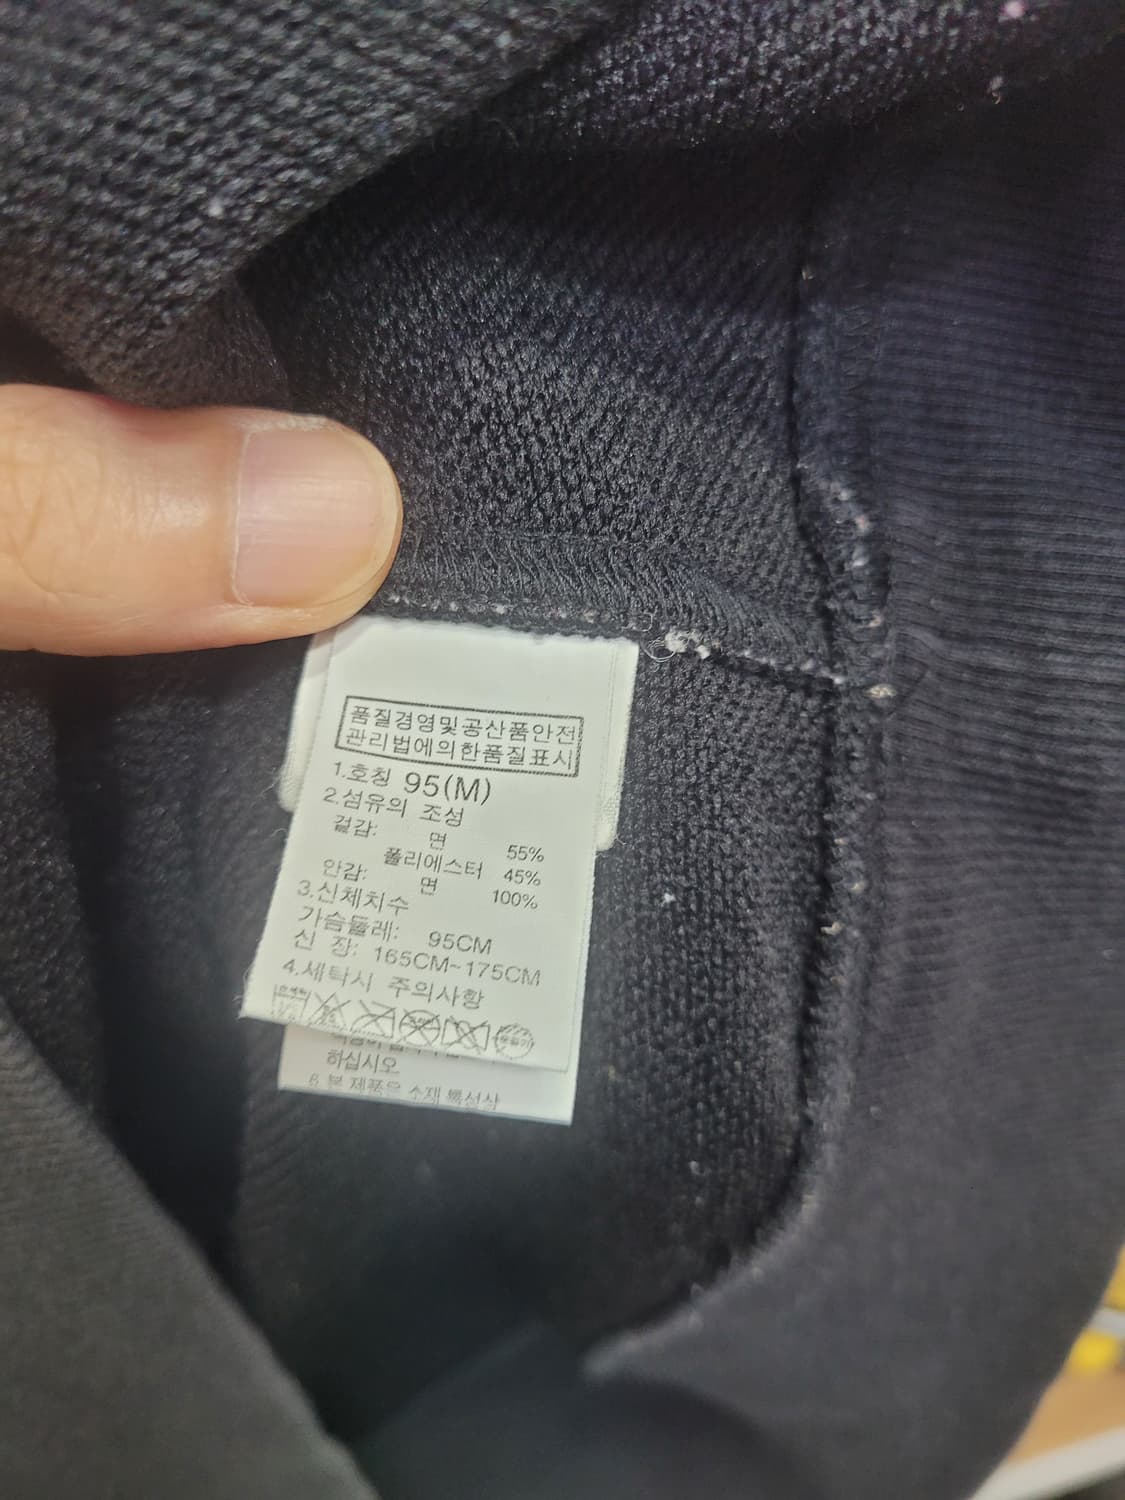 품질경영및공산품안전
관리법에의한품질표시
1.호칭 95(M)
2.섬유의 조성
겉감: 면 55%
폴리에스터 45%
안감: 면 100%
3.신체치수
가슴둘레: 95CM
신 장: 165CM~175CM
4.세탁시 주의사항
하십시오
6.본 제품은 소재 특성상